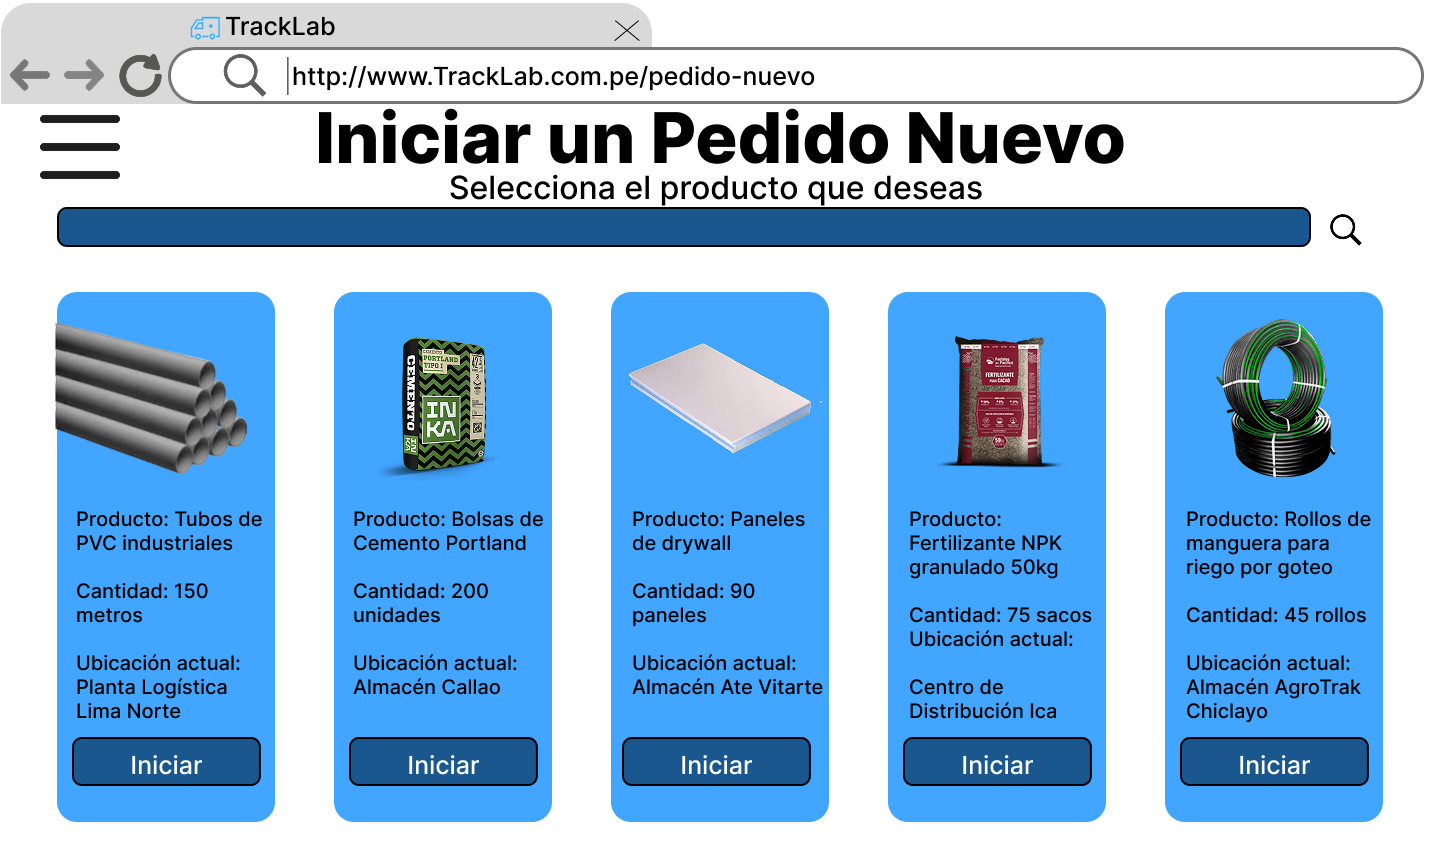 TrackLab
http://www.TrackLab.com.pe/pedido-nuevo
Iniciar un Pedido Nuevo
Selecciona el producto que deseas
CEMENTO
PORTLAND
TIPO I
CEMENTO
INKA
INKA
FERTILIZANTE
PARA CACAO
Producto: Tubos de
PVC industriales
Cantidad: 150
metros
Ubicación actual:
Planta Logística
Lima Norte
Iniciar
Producto: Bolsas de
Cemento Portland
Cantidad: 200
unidades
Ubicación actual:
Almacén Callao
Iniciar
Producto: Paneles
de drywall
Cantidad: 90
paneles
Ubicación actual:
Almacén Ate Vitarte
Iniciar
Producto:
Fertilizante NPK
granulado 50kg
Cantidad: 75 sacos
Ubicación actual:
Centro de
Distribución Ica
Iniciar
Producto: Rollos de
manguera para
riego por goteo
Cantidad: 45 rollos
Ubicación actual:
Almacén AgroTrak
Chiclayo
Iniciar